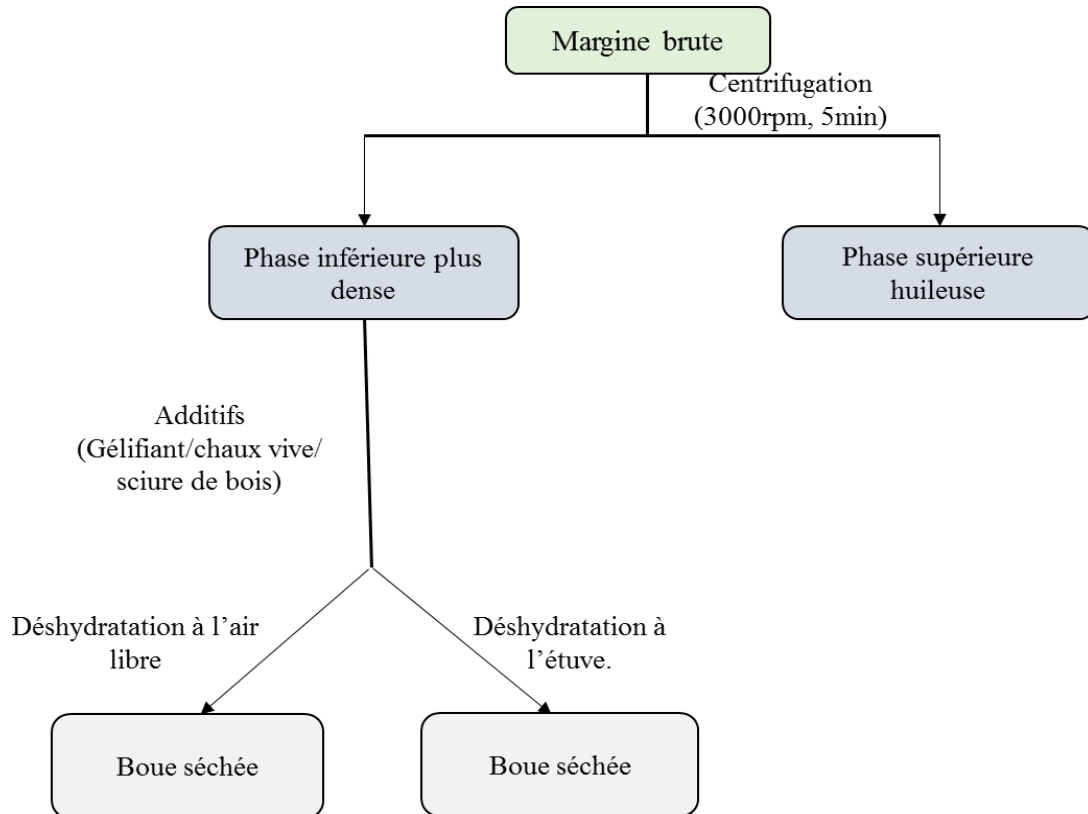 Margine brute
Centrifugation
(3000rpm, 5min)
Phase inférieure plus
dense
Phase supérieure
huileuse
Additifs
(Gélifiant/chaux vive/
sciure de bois)
Déshydratation à l’air
libre
Déshydratation à
l’étuve.
Boue séchée
Boue séchée